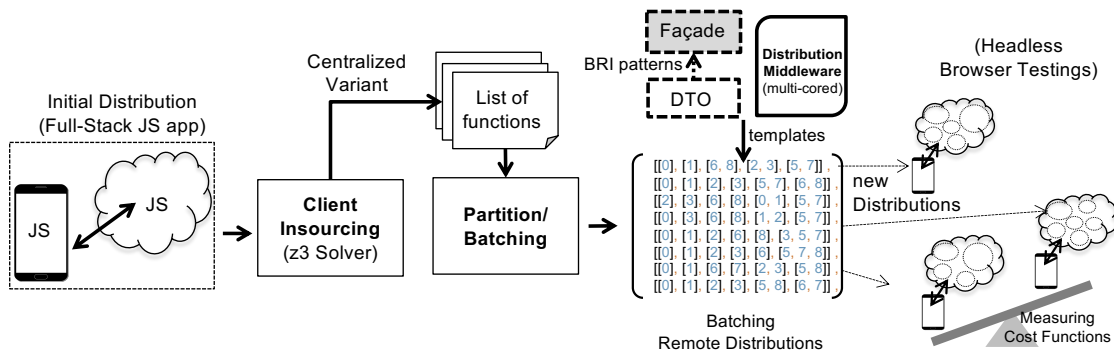 Initial Distribution
(Full-Stack JS app)
JS
JS
Centralized
Variant
Client
Insourcing
(z3 Solver)
List of
functions
Partition/
Batching
Façade
BRI patterns
DTO
Distribution
Middleware
(multi-cored)
templates
[[0], [1], [6, 8], [2, 3], [5, 7]] ,
[[0], [1], [2], [3], [5, 7], [6, 8]] ,
[[2], [3], [6], [8], [0, 1], [5, 7]] ,
[[0], [3], [6], [8], [1, 2], [5, 7]] ,
[[0], [1], [2], [6], [8], [3, 5, 7]] ,
[[0], [1], [2], [3], [6], [5, 7, 8]] ,
[[0], [1], [6], [7], [2, 3], [5, 8]] ,
[[0], [1], [2], [3], [5, 8], [6, 7]] ,
Batching
Remote Distributions
(Headless
Browser Testings)
new
Distributions
Measuring
Cost Functions